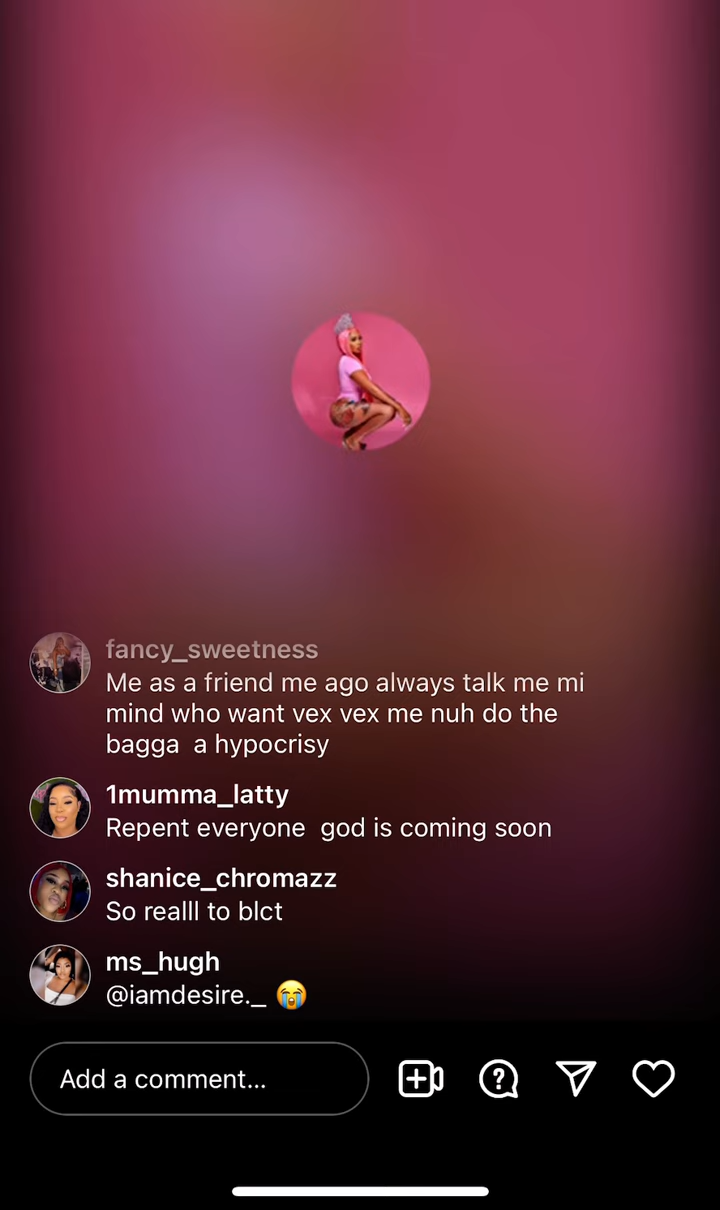 fancy_sweetness
Me as a friend me ago always talk me mi
mind who want vex vex me nuh do the
bagga  a hypocrisy
1mumma_latty
Repent everyone  god is coming soon
shanice_chromazz
So realll to blct
ms_hugh
@iamdesire._ 😭
Add a comment...